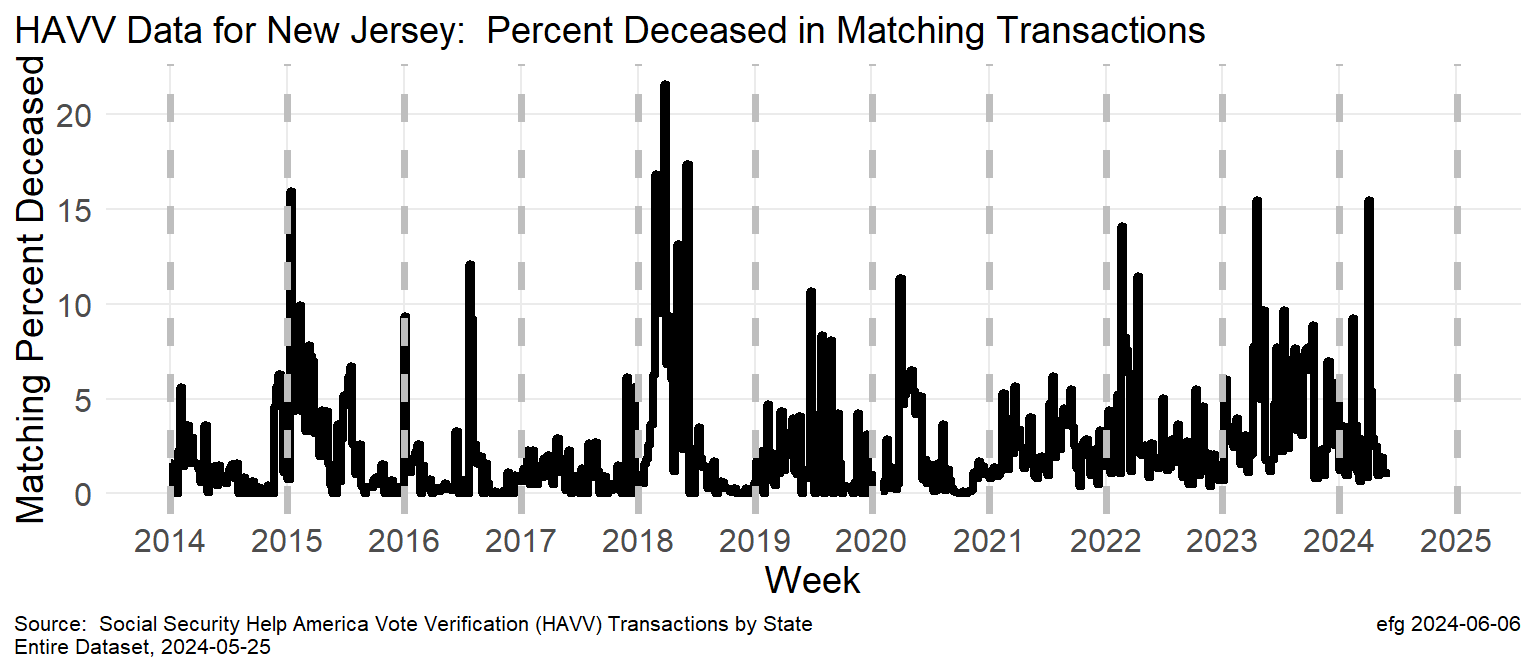 HAVV Data for New Jersey:  Percent Deceased in Matching Transactions
Matching Percent Deceased
20
15
10
5
0
2014 2015 2016 2017 2018 2019 2020 2021 2022 2023 2024 2025
Week
Source:  Social Security Help America Vote Verification (HAVV) Transactions by State
Entire Dataset, 2024-05-25
efg 2024-06-06